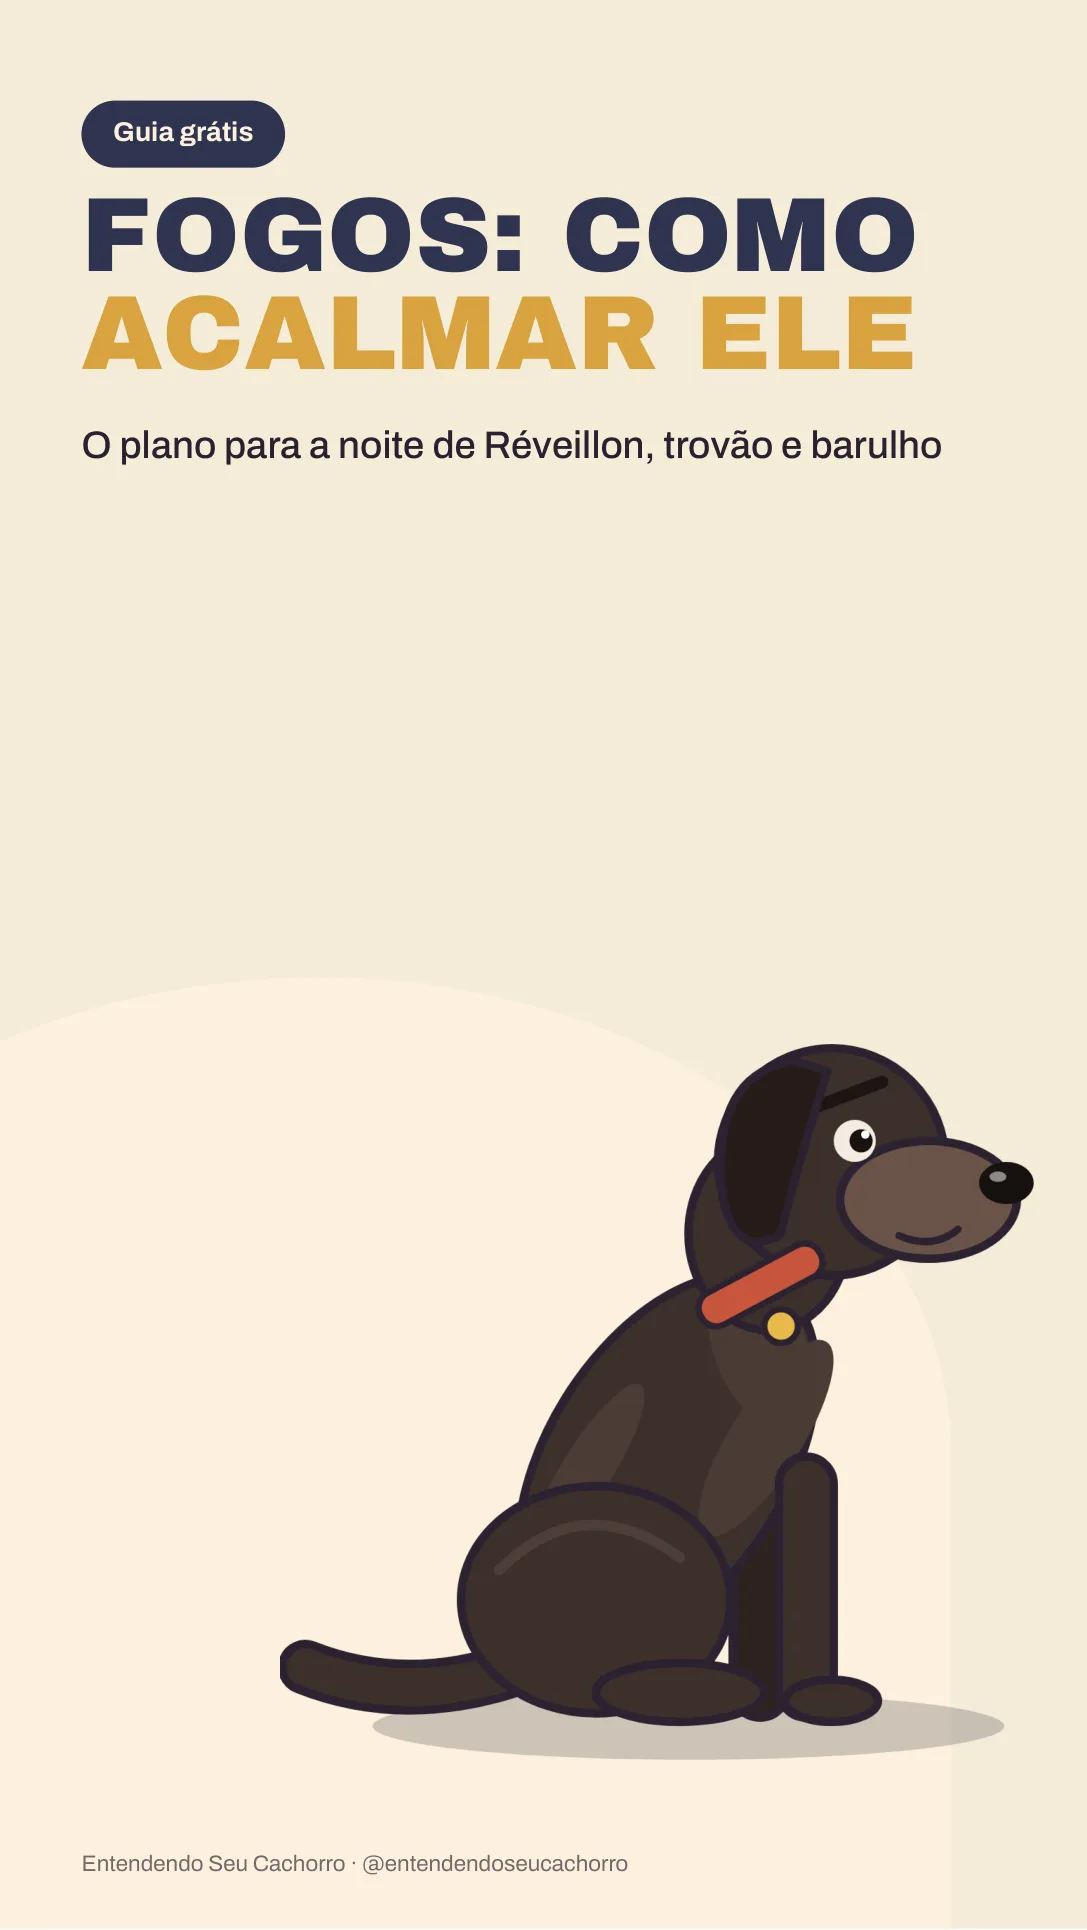 Guia grátis
FOGOS: COMO
ACALMAR ELE
O plano para a noite de Réveillon, trovão e barulho
Entendendo Seu Cachorro · @entendendoseucachorro